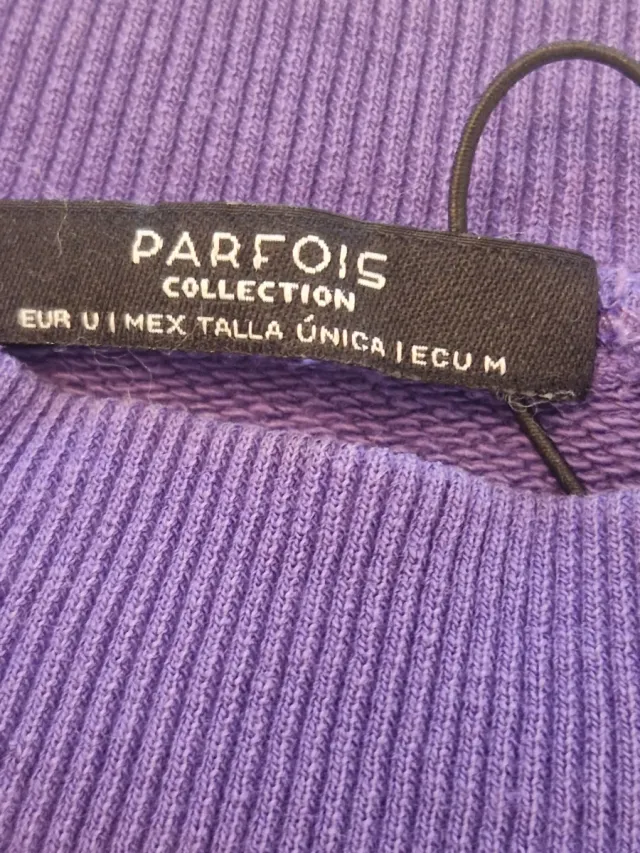 PARFOIS
COLLECTION
EUR U | MEX TALLA ÚNICA | ECU M